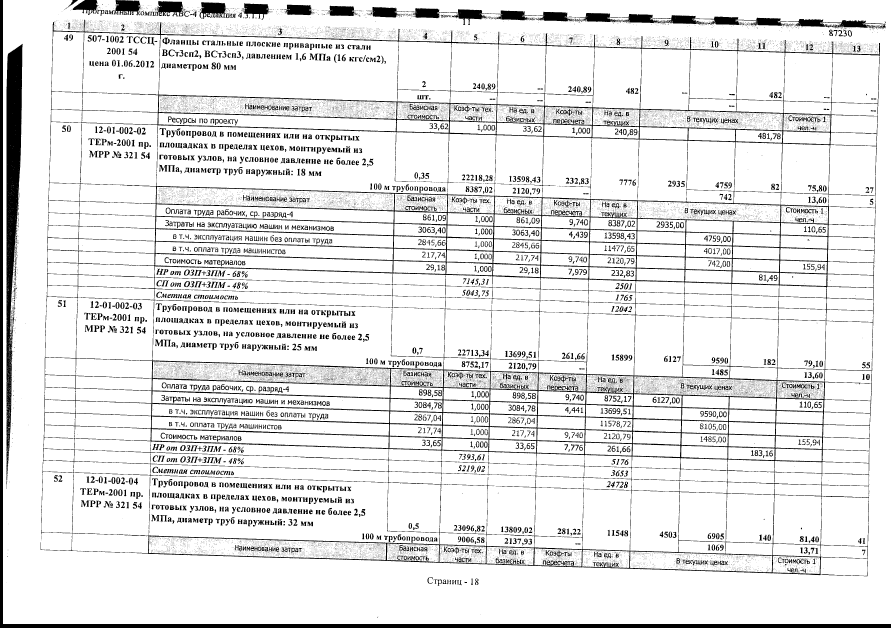 Программный комплекс АВС-4 (редакция 4.3.1.1)
11
87230
1 2 3 4 5 6 7 8 9 10 11 12 13
49 507-1002 ТССЦ- Фланцы стальные плоские приварные из стали
2001 54 ВСт3сп2, ВСт3сп3, давлением 1,6 МПа (16 кгс/см2),
цена 01.06.2012 диаметром 80 мм
г.
2 240,89 -- 240,89 482 -- -- 482 -- --
шт. -- -- -- -- -- --
Наименование затрат Базисная стоимость Коэф-ты тех. части На ед. в базисных Коэф-ты пересчета На ед. в текущих В текущих ценах Стоимость 1 чел.-ч
Ресурсы по проекту 33,62 1,000 33,62 1,000 240,89 481,78
50 12-01-002-02 Трубопровод в помещениях или на открытых
ТЕРм-2001 пр. площадках в пределах цехов, монтируемый из
МРР № 321 54 готовых узлов, на условное давление не более 2,5
МПа, диаметр труб наружный: 18 мм 0,35 22218,28 13598,43 232,83 7776 2935 4759 82 75,80 27
100 м трубопровода 8387,02 2120,79 -- 742 13,60 5
Наименование затрат Базисная стоимость Коэф-ты тех. части На ед. в базисных Коэф-ты пересчета На ед. в текущих В текущих ценах Стоимость 1 чел.-ч
Оплата труда рабочих, ср. разряд-4 861,09 1,000 861,09 9,740 8387,02 2935,00 110,65
Затраты на эксплуатацию машин и механизмов 3063,40 1,000 3063,40 4,439 13598,43 4759,00
в т.ч. эксплуатация машин без оплаты труда 2845,66 1,000 2845,66 11477,65 4017,00
в т.ч. оплата труда машинистов 217,74 1,000 217,74 9,740 2120,79 742,00 155,94
Стоимость материалов 29,18 1,000 29,18 7,979 232,83 81,49
НР от ОЗП+ЗПМ - 68% 7145,31 2501
СП от ОЗП+ЗПМ - 48% 5043,75 1765
Сметная стоимость 12042
51 12-01-002-03 Трубопровод в помещениях или на открытых
ТЕРм-2001 пр. площадках в пределах цехов, монтируемый из
МРР № 321 54 готовых узлов, на условное давление не более 2,5
МПа, диаметр труб наружный: 25 мм 0,7 22713,34 13699,51 261,66 15899 6127 9590 182 79,10 55
100 м трубопровода 8752,17 2120,79 -- 1485 13,60 10
Наименование затрат Базисная стоимость Коэф-ты тех. части На ед. в базисных Коэф-ты пересчета На ед. в текущих В текущих ценах Стоимость 1 чел.-ч
Оплата труда рабочих, ср. разряд-4 898,58 1,000 898,58 9,740 8752,17 6127,00 110,65
Затраты на эксплуатацию машин и механизмов 3084,78 1,000 3084,78 4,441 13699,51 9590,00
в т.ч. эксплуатация машин без оплаты труда 2867,04 1,000 2867,04 11578,72 8105,00
в т.ч. оплата труда машинистов 217,74 1,000 217,74 9,740 2120,79 1485,00 155,94
Стоимость материалов 33,65 1,000 33,65 7,776 261,66 183,16
НР от ОЗП+ЗПМ - 68% 7393,61 5176
СП от ОЗП+ЗПМ - 48% 5219,02 3653
Сметная стоимость 24728
52 12-01-002-04 Трубопровод в помещениях или на открытых
ТЕРм-2001 пр. площадках в пределах цехов, монтируемый из
МРР № 321 54 готовых узлов, на условное давление не более 2,5
МПа, диаметр труб наружный: 32 мм 0,5 23096,82 13809,02 281,22 11548 4503 6905 140 81,40 41
100 м трубопровода 9006,58 2137,93 -- 1069 13,71 7
Наименование затрат Базисная стоимость Коэф-ты тех. части На ед. в базисных Коэф-ты пересчета На ед. в текущих В текущих ценах Стоимость 1 чел.-ч
Страниц - 18